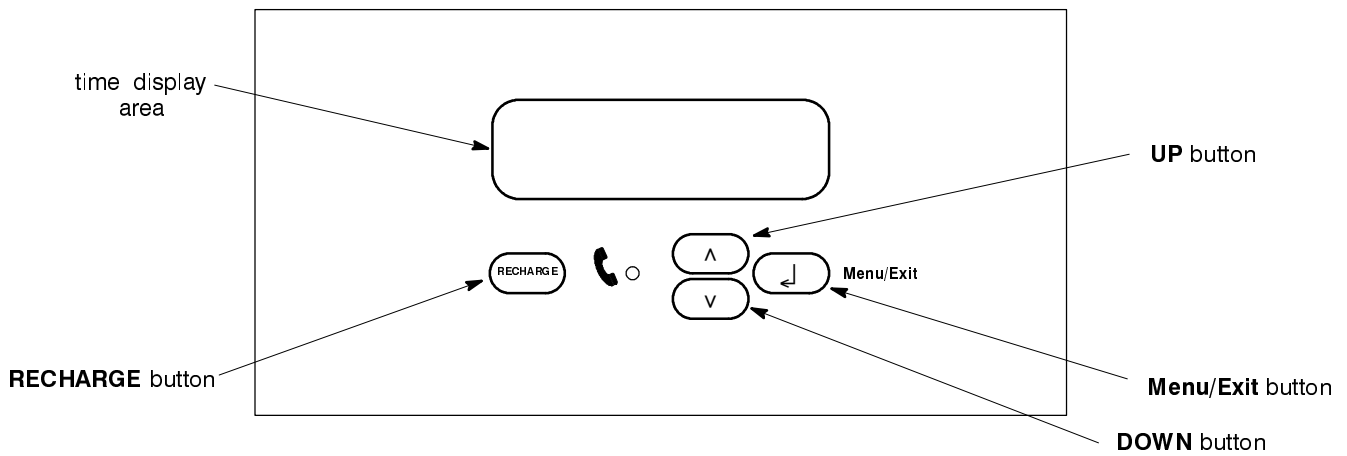 time display
area
UP button
RECHARGE
Menu/Exit
RECHARGE button
Menu/Exit button
DOWN button